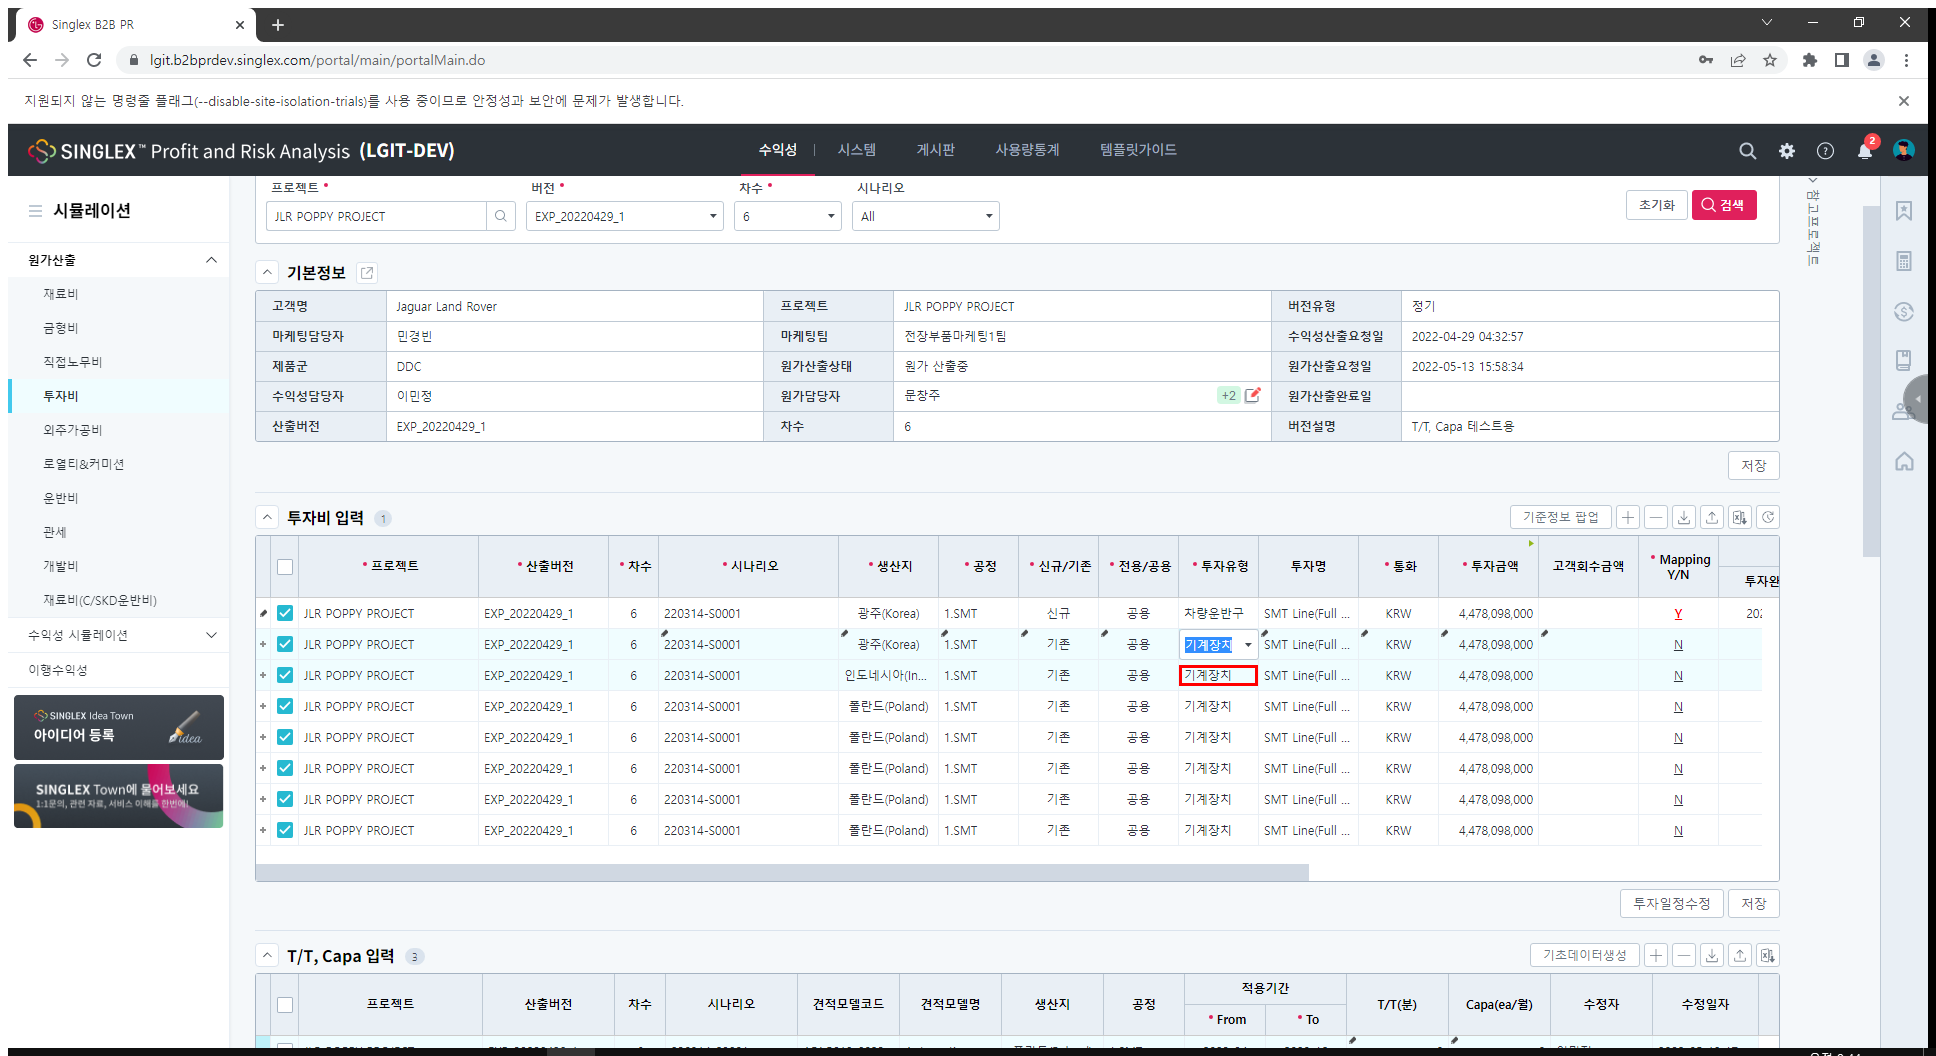 Singlex B2B PR
lgit.b2bprdev.singlex.com/portal/main/portalMain.do
지원되지 않는 명령줄 플래그(--disable-site-isolation-trials)를 사용 중이므로 안정성과 보안에 문제가 발생합니다.
SINGLEX™ Profit and Risk Analysis (LGIT-DEV) 수익성 시스템 게시판 사용량통계 템플릿가이드 2
시뮬레이션
원가산출
재료비
금형비
직접노무비
투자비
외주가공비
로열티&커미션
운반비
관세
개발비
재료비(C/SKD운반비)
수익성 시뮬레이션
이행수익성
SINGLEX Idea Town
아이디어 등록
idea
SINGLEX Town에 물어보세요
1:1문의, 관련 자료, 서비스 이해를 한번에!
프로젝트 * 버전 * 차수 * 시나리오
JLR POPPY PROJECT EXP_20220429_1 6 All 초기화 검색
참고프로젝트
기본정보
고객명 Jaguar Land Rover 프로젝트 JLR POPPY PROJECT 버전유형 정기
마케팅담당자 민경빈 마케팅팀 전장부품마케팅1팀 수익성산출요청일 2022-04-29 04:32:57
제품군 DDC 원가산출상태 원가 산출중 원가산출요청일 2022-05-13 15:58:34
수익성담당자 이민정 원가담당자 문창주 +2 원가산출완료일
산출버전 EXP_20220429_1 차수 6 버전설명 T/T, Capa 테스트용
저장
투자비 입력 1 기준정보 팝업
* 프로젝트 * 산출버전 * 차수 * 시나리오 * 생산지 * 공정 * 신규/기존 * 전용/공용 * 투자유형 투자명 * 통화 * 투자금액 고객회수금액 * Mapping Y/N 투자완
JLR POPPY PROJECT EXP_20220429_1 6 220314-S0001 광주(Korea) 1.SMT 신규 공용 차량운반구 SMT Line(Full ... KRW 4,478,098,000 Y 202
JLR POPPY PROJECT EXP_20220429_1 6 220314-S0001 광주(Korea) 1.SMT 기존 공용 기계장치 SMT Line(Full ... KRW 4,478,098,000 N
JLR POPPY PROJECT EXP_20220429_1 6 220314-S0001 인도네시아(In... 1.SMT 기존 공용 기계장치 SMT Line(Full ... KRW 4,478,098,000 N
JLR POPPY PROJECT EXP_20220429_1 6 220314-S0001 폴란드(Poland) 1.SMT 기존 공용 기계장치 SMT Line(Full ... KRW 4,478,098,000 N
JLR POPPY PROJECT EXP_20220429_1 6 220314-S0001 폴란드(Poland) 1.SMT 기존 공용 기계장치 SMT Line(Full ... KRW 4,478,098,000 N
JLR POPPY PROJECT EXP_20220429_1 6 220314-S0001 폴란드(Poland) 1.SMT 기존 공용 기계장치 SMT Line(Full ... KRW 4,478,098,000 N
JLR POPPY PROJECT EXP_20220429_1 6 220314-S0001 폴란드(Poland) 1.SMT 기존 공용 기계장치 SMT Line(Full ... KRW 4,478,098,000 N
JLR POPPY PROJECT EXP_20220429_1 6 220314-S0001 폴란드(Poland) 1.SMT 기존 공용 기계장치 SMT Line(Full ... KRW 4,478,098,000 N
투자일정수정 저장
T/T, Capa 입력 3 기초데이터생성
프로젝트 산출버전 차수 시나리오 견적모델코드 견적모델명 생산지 공정 적용기간 T/T(분) Capa(ea/월) 수정자 수정일자
* From * To